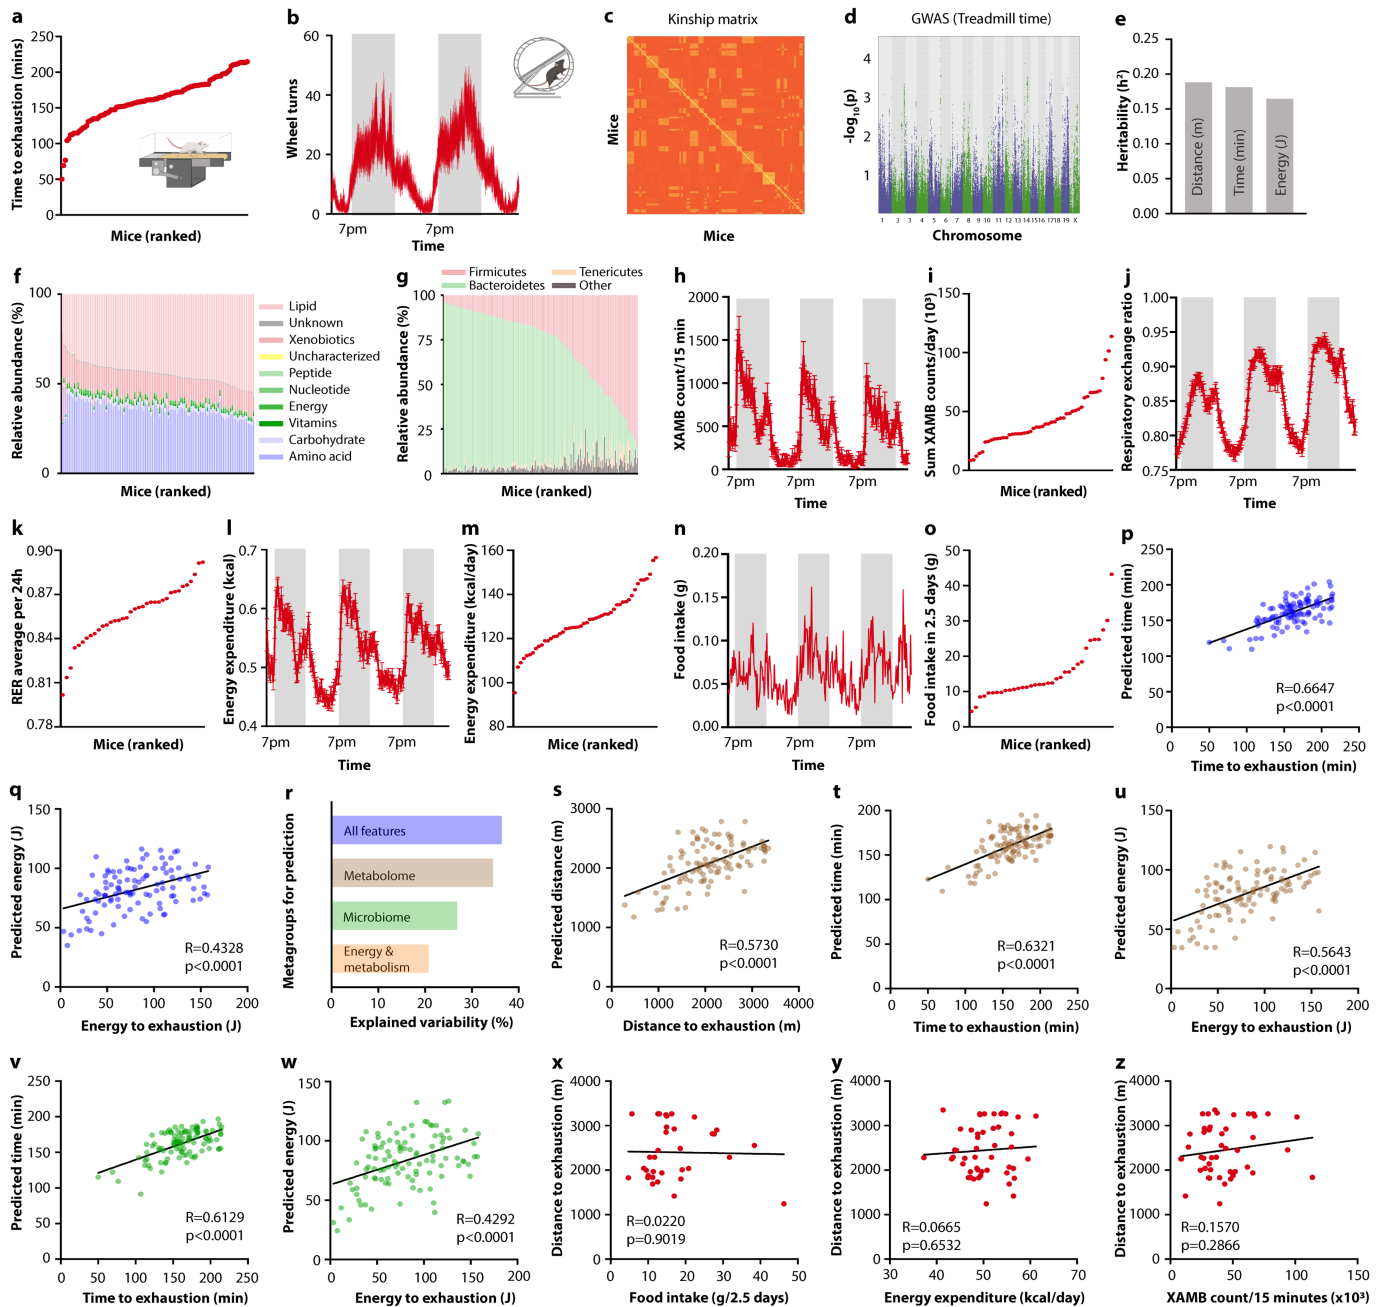 a
Time to exhaustion (mins)
250
200
150
100
50
0
Mice (ranked)
b
Wheel turns
60
40
20
0
7pm
7pm
Time
c
Kinship matrix
Mice
Mice
d
GWAS (Treadmill time)
-log10(p)
4
3
2
1
1 2 3 4 5 6 7 8 9 10 11 12 13 14 15 16 17 18 19 X
Chromosome
e
Heritability (h²)
0.25
0.20
0.15
0.10
0.05
0.00
Distance (m)
Time (min)
Energy (J)
f
Relative abundance (%)
100
50
0
Mice (ranked)
Lipid
Unknown
Xenobiotics
Uncharacterized
Peptide
Nucleotide
Energy
Vitamins
Carbohydrate
Amino acid
g
Firmicutes
Tenericutes
Bacteroidetes
Other
Relative abundance (%)
100
75
50
25
0
Mice (ranked)
h
XAMB count/15 min
2000
1500
1000
500
0
7pm
7pm
7pm
Time
i
Sum XAMB counts/day (10³)
150
100
50
0
Mice (ranked)
j
Respiratory exchange ratio
1.00
0.95
0.90
0.85
0.80
0.75
7pm
7pm
7pm
Time
k
RER average per 24h
0.90
0.87
0.84
0.81
0.78
Mice (ranked)
l
Energy expenditure (kcal)
0.7
0.6
0.5
0.4
7pm
7pm
7pm
Time
m
Energy expenditure (kcal/day)
160
140
120
100
80
Mice (ranked)
n
Food intake (g)
0.20
0.15
0.10
0.05
0.00
7pm
7pm
7pm
Time
o
Food intake in 2.5 days (g)
50
40
30
20
10
0
Mice (ranked)
p
Predicted time (min)
250
200
150
100
50
0
R=0.6647
p<0.0001
0 50 100 150 200 250
Time to exhaustion (min)
q
Predicted energy (J)
150
100
50
0
R=0.4328
p<0.0001
0 50 100 150 200
Energy to exhaustion (J)
r
Metagroups for prediction
All features
Metabolome
Microbiome
Energy &
metabolism
0 10 20 30 40
Explained variability (%)
s
Predicted distance (m)
3000
2000
1000
0
R=0.5730
p<0.0001
0 1000 2000 3000 4000
Distance to exhaustion (m)
t
Predicted time (min)
200
150
100
50
0
R=0.6321
p<0.0001
0 50 100 150 200 250
Time to exhaustion (min)
u
Predicted energy (J)
150
100
50
0
R=0.5643
p<0.0001
0 50 100 150 200
Energy to exhaustion (J)
v
Predicted time (min)
250
200
150
100
50
0
R=0.6129
p<0.0001
0 50 100 150 200 250
Time to exhaustion (min)
w
Predicted energy (J)
150
100
50
0
R=0.4292
p<0.0001
0 50 100 150 200
Energy to exhaustion (J)
x
Distance to exhaustion (m)
4000
3000
2000
1000
0
R=0.0220
p=0.9019
0 10 20 30 40 50
Food intake (g/2.5 days)
y
Distance to exhaustion (m)
4000
3000
2000
1000
0
R=0.0665
p=0.6532
30 40 50 60 70
Energy expenditure (kcal/day)
z
Distance to exhaustion (m)
4000
3000
2000
1000
0
R=0.1570
p=0.2866
0 50 100 150
XAMB count/15 minutes (x10³)